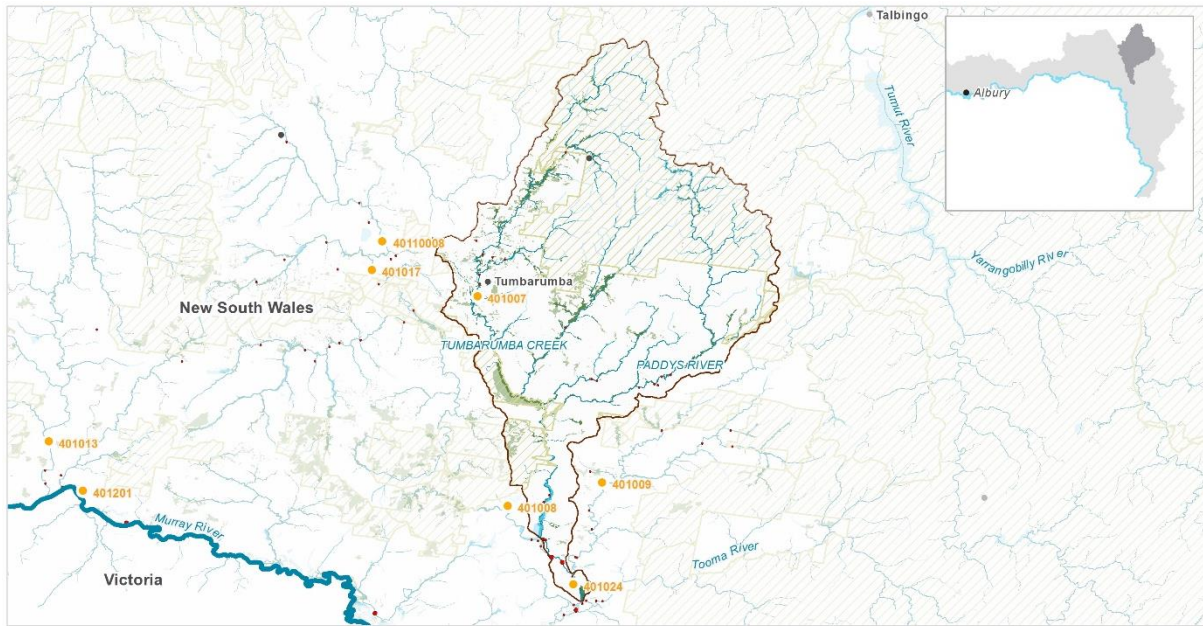 Talbingo
Albury
Tumut River
40110008
Yarrangobilly River
401017
Tumbarumba
401007
New South Wales
TUMBARUMBA CREEK
PADDYS RIVER
401013
401009
401201
401008
Murray River
Tooma River
Victoria
401024